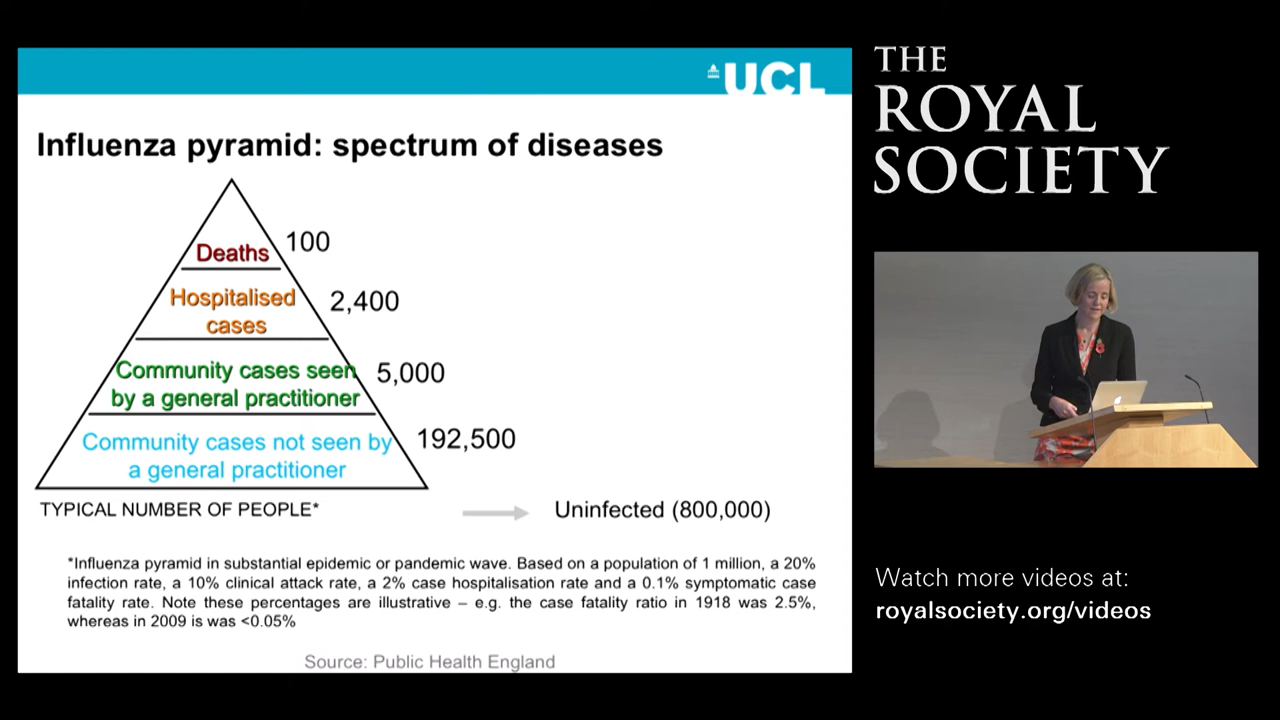 UCL
Influenza pyramid: spectrum of diseases
Deaths
100
Hospitalised
cases
2,400
Community cases seen
by a general practitioner
5,000
Community cases not seen by
a general practitioner
192,500
TYPICAL NUMBER OF PEOPLE*
Uninfected (800,000)
*Influenza pyramid in substantial epidemic or pandemic wave. Based on a population of 1 million, a 20%
infection rate, a 10% clinical attack rate, a 2% case hospitalisation rate and a 0.1% symptomatic case
fatality rate. Note these percentages are illustrative – e.g. the case fatality ratio in 1918 was 2.5%,
whereas in 2009 is was <0.05%
Source: Public Health England
THE
ROYAL
SOCIETY
Watch more videos at:
royalsociety.org/videos